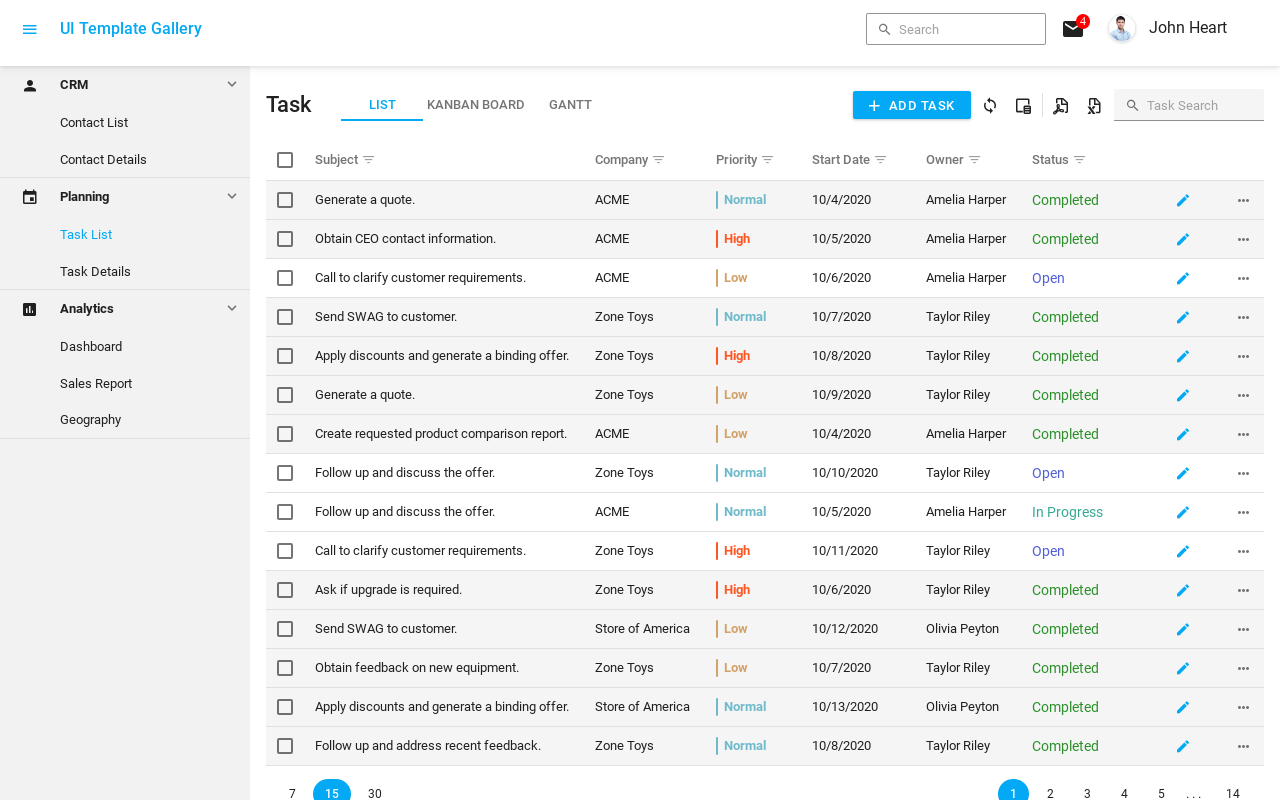 UI Template Gallery
Search
4
John Heart
CRM
Contact List
Contact Details
Planning
Task List
Task Details
Analytics
Dashboard
Sales Report
Geography
Task LIST KANBAN BOARD GANTT ADD TASK Task Search
Subject Company Priority Start Date Owner Status
Generate a quote. ACME Normal 10/4/2020 Amelia Harper Completed
Obtain CEO contact information. ACME High 10/5/2020 Amelia Harper Completed
Call to clarify customer requirements. ACME Low 10/6/2020 Amelia Harper Open
Send SWAG to customer. Zone Toys Normal 10/7/2020 Taylor Riley Completed
Apply discounts and generate a binding offer. Zone Toys High 10/8/2020 Taylor Riley Completed
Generate a quote. Zone Toys Low 10/9/2020 Taylor Riley Completed
Create requested product comparison report. ACME Low 10/4/2020 Amelia Harper Completed
Follow up and discuss the offer. Zone Toys Normal 10/10/2020 Taylor Riley Open
Follow up and discuss the offer. ACME Normal 10/5/2020 Amelia Harper In Progress
Call to clarify customer requirements. Zone Toys High 10/11/2020 Taylor Riley Open
Ask if upgrade is required. Zone Toys High 10/6/2020 Taylor Riley Completed
Send SWAG to customer. Store of America Low 10/12/2020 Olivia Peyton Completed
Obtain feedback on new equipment. Zone Toys Low 10/7/2020 Taylor Riley Completed
Apply discounts and generate a binding offer. Store of America Normal 10/13/2020 Olivia Peyton Completed
Follow up and address recent feedback. Zone Toys Normal 10/8/2020 Taylor Riley Completed
7 15 30 1 2 3 4 5 ... 14